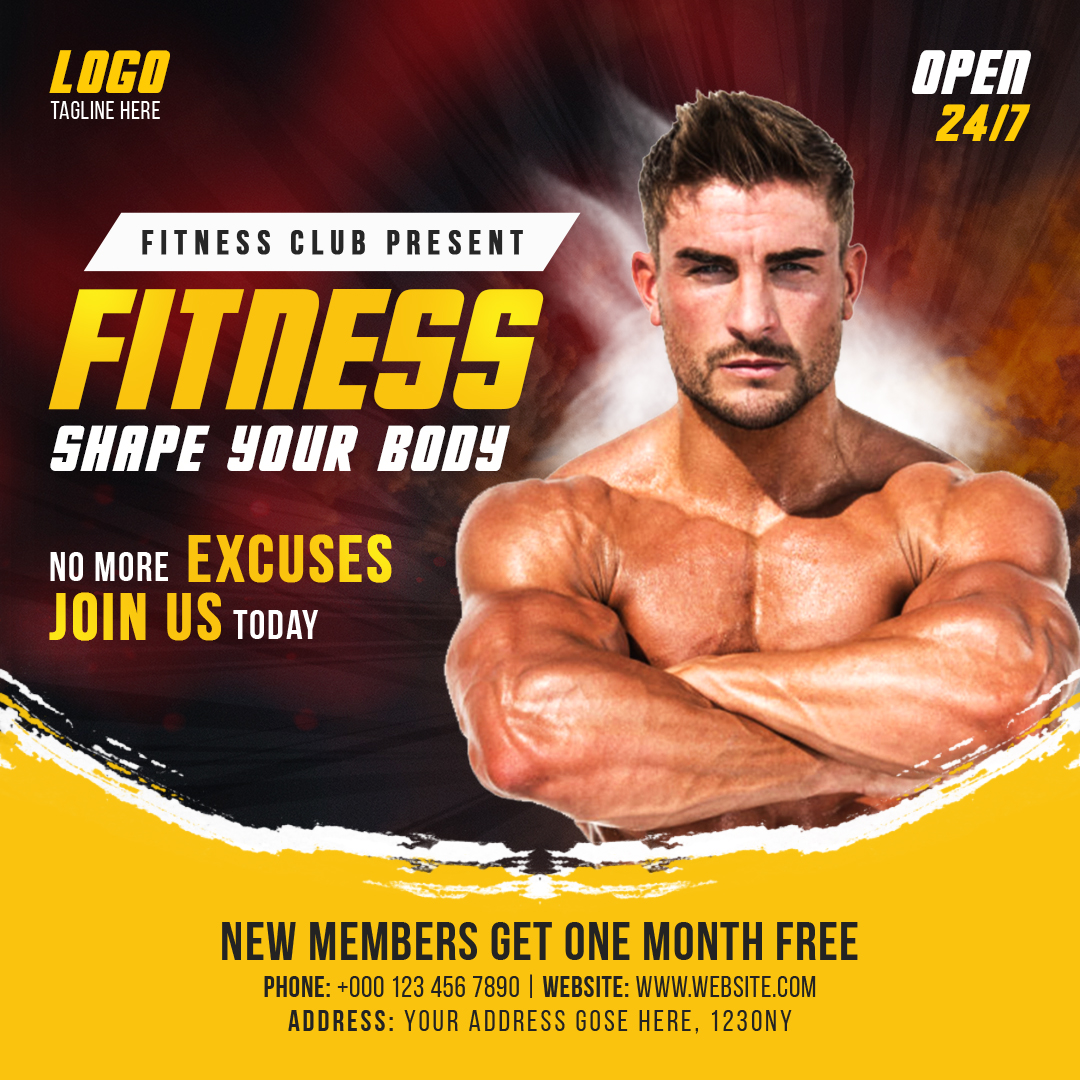 LOGO
TAGLINE HERE
OPEN
24/7
FITNESS CLUB PRESENT
FITNESS
SHAPE YOUR BODY
NO MORE EXCUSES
JOIN US TODAY
NEW MEMBERS GET ONE MONTH FREE
PHONE: +000 123 456 7890 | WEBSITE: WWW.WEBSITE.COM
ADDRESS: YOUR ADDRESS GOSE HERE, 1230NY